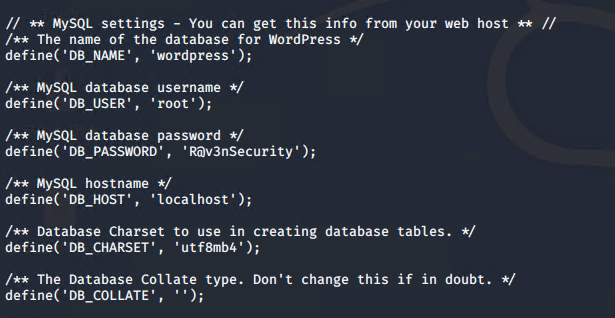 // ** MySQL settings - You can get this info from your web host ** //
/** The name of the database for WordPress */
define('DB_NAME', 'wordpress');
/** MySQL database username */
define('DB_USER', 'root');
/** MySQL database password */
define('DB_PASSWORD', 'R@v3nSecurity');
/** MySQL hostname */
define('DB_HOST', 'localhost');
/** Database Charset to use in creating database tables. */
define('DB_CHARSET', 'utf8mb4');
/** The Database Collate type. Don't change this if in doubt. */
define('DB_COLLATE', '');